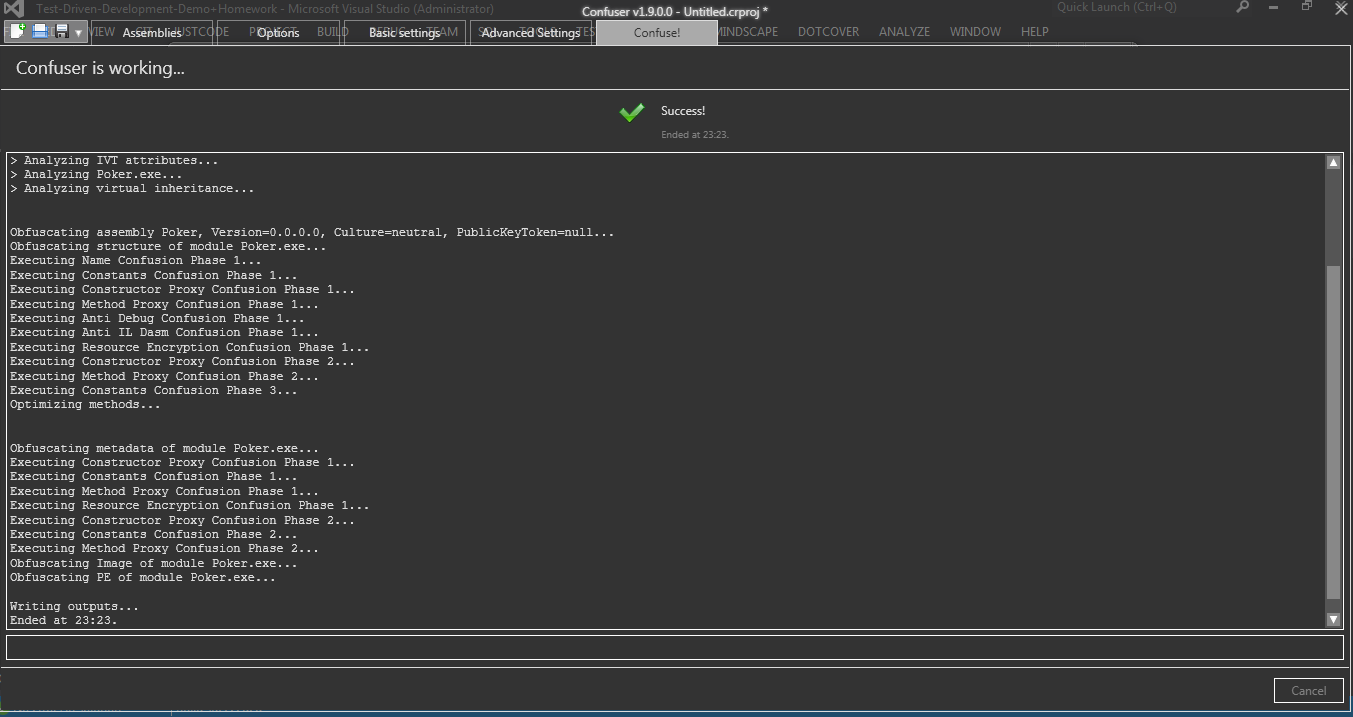 Test-Driven-Development-Demo+Homework - Microsoft Visual Studio (Administrator)
Confuser v1.9.0.0 - Untitled.crproj *
Quick Launch (Ctrl+Q)
VIEW Assemblies JUSTCODE Options BUILD Basic settings TEAM Advanced Settings Confuse! MINDSCAPE DOTCOVER ANALYZE WINDOW HELP
Confuser is working...
Success!
Ended at 23:23.
> Analyzing IVT attributes...
> Analyzing Poker.exe...
> Analyzing virtual inheritance...
Obfuscating assembly Poker, Version=0.0.0.0, Culture=neutral, PublicKeyToken=null...
Obfuscating structure of module Poker.exe...
Executing Name Confusion Phase 1...
Executing Constants Confusion Phase 1...
Executing Constructor Proxy Confusion Phase 1...
Executing Method Proxy Confusion Phase 1...
Executing Anti Debug Confusion Phase 1...
Executing Anti IL Dasm Confusion Phase 1...
Executing Resource Encryption Confusion Phase 1...
Executing Constructor Proxy Confusion Phase 2...
Executing Method Proxy Confusion Phase 2...
Executing Constants Confusion Phase 3...
Optimizing methods...
Obfuscating metadata of module Poker.exe...
Executing Constructor Proxy Confusion Phase 1...
Executing Constants Confusion Phase 1...
Executing Method Proxy Confusion Phase 1...
Executing Resource Encryption Confusion Phase 1...
Executing Constructor Proxy Confusion Phase 2...
Executing Constants Confusion Phase 2...
Executing Method Proxy Confusion Phase 2...
Obfuscating Image of module Poker.exe...
Obfuscating PE of module Poker.exe...
Writing outputs...
Ended at 23:23.
Cancel